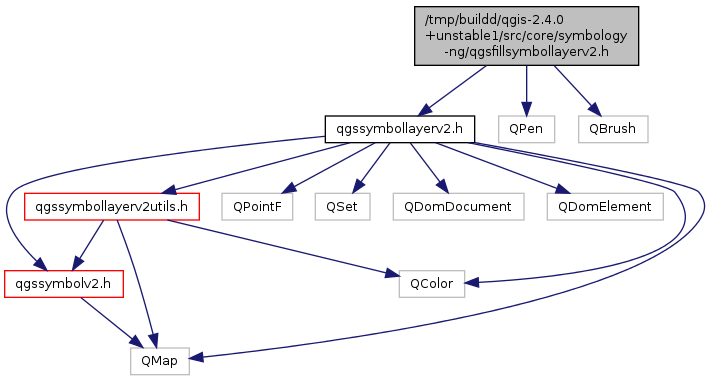 /tmp/buildd/qgis-2.4.0
+unstable1/src/core/symbology
-ng/qgsfillsymbollayerv2.h
qgssymbollayerv2.h
QPen
QBrush
qgssymbollayerv2utils.h
QPointF
QSet
QDomDocument
QDomElement
qgssymbolv2.h
QColor
QMap